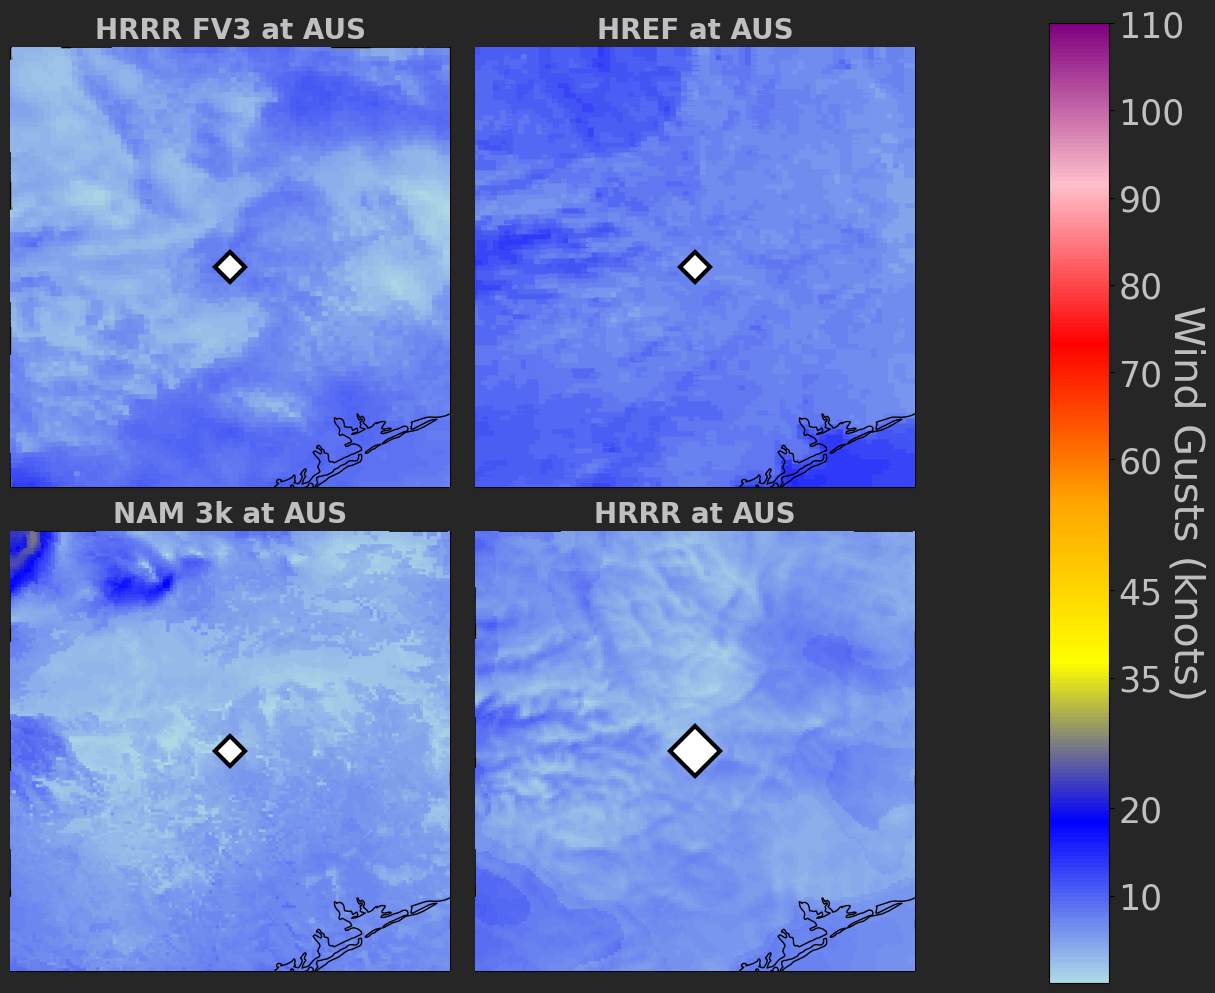 HRRR FV3 at AUS
HREF at AUS
NAM 3k at AUS
HRRR at AUS
110
100
90
80
70
60
45
35
20
10
Wind Gusts (knots)